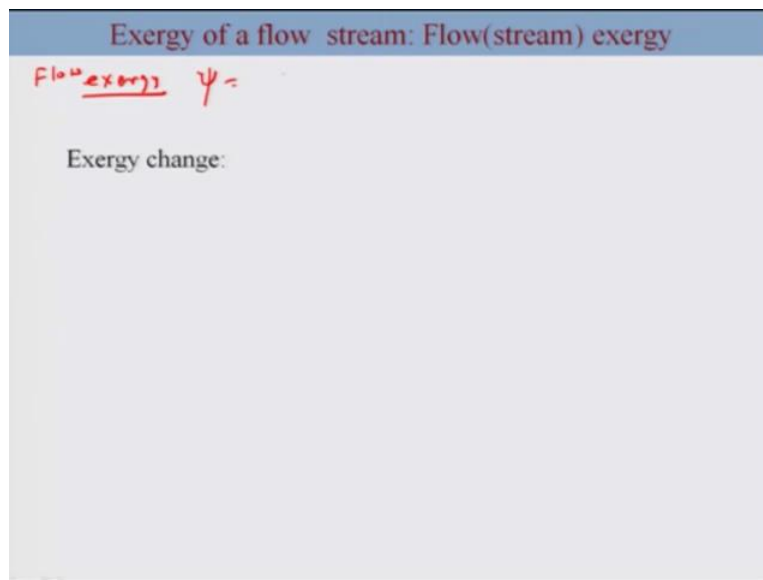 Exergy of a flow stream: Flow(stream) exergy
Flow exergy ψ =
Exergy change: